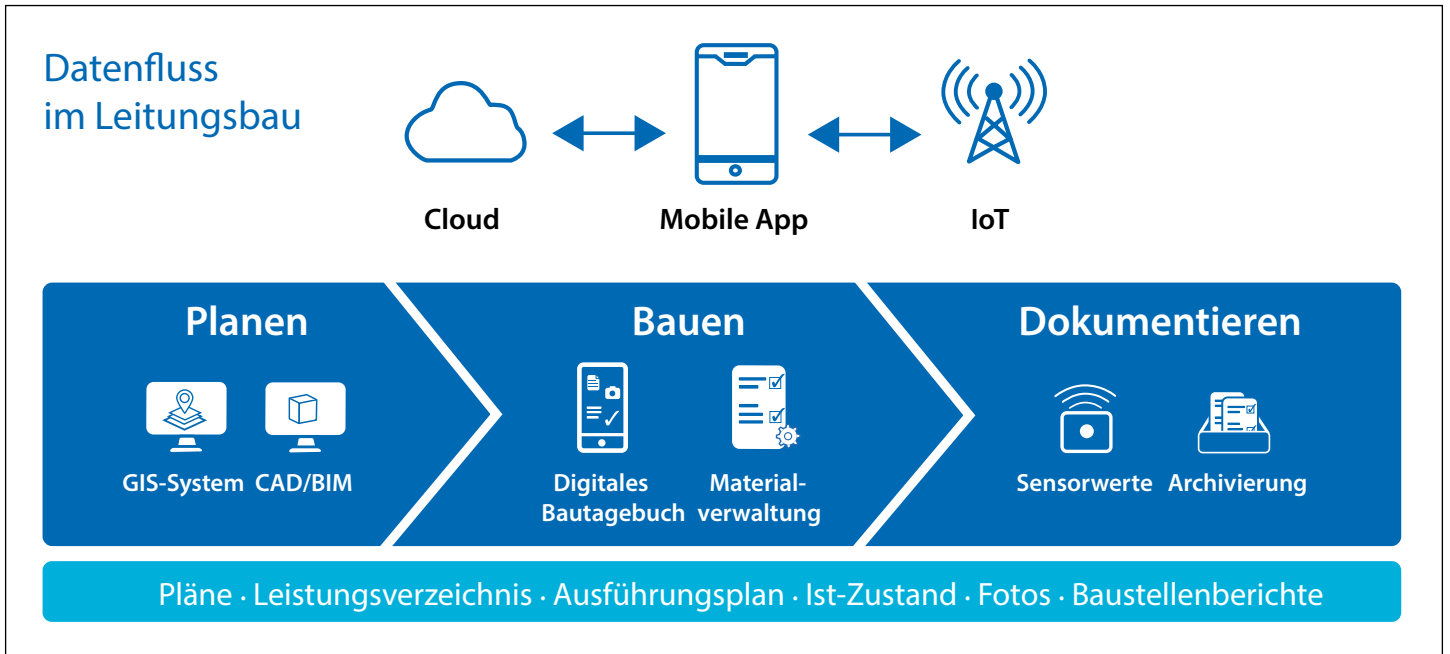 Datenfluss
im Leitungsbau
Cloud
Mobile App
IoT
Planen
Bauen
Dokumentieren
GIS-System
CAD/BIM
Digitales
Bautagebuch
Material-
verwaltung
Sensorwerte
Archivierung
Pläne · Leistungsverzeichnis · Ausführungsplan · Ist-Zustand · Fotos · Baustellenberichte